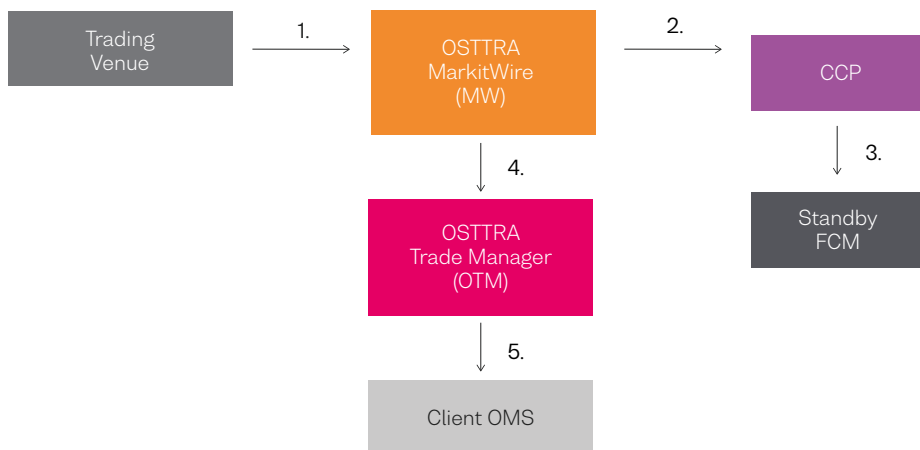 Trading
Venue
1.
OSTTRA
MarkitWire
(MW)
2.
CCP
3.
Standby
FCM
4.
OSTTRA
Trade Manager
(OTM)
5.
Client OMS